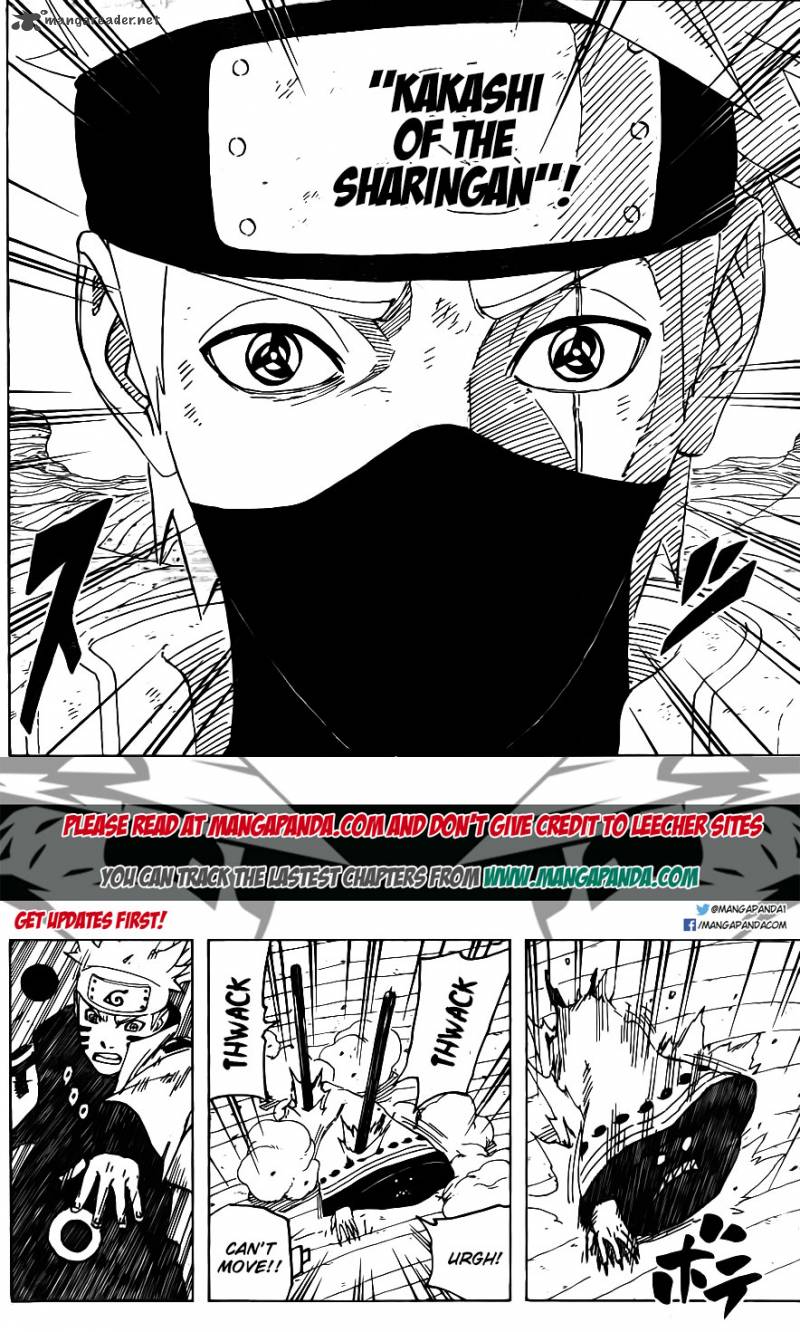 mangareader.net
"KAKASHI
OF THE
SHARINGAN"!
ズッ
PLEASE READ AT MANGAPANDA.COM AND DON'T GIVE CREDIT TO LEECHER SITES
YOU CAN TRACK THE LASTEST CHAPTERS FROM WWW.MANGAPANDA.COM
GET UPDATES FIRST!
@MANGAPANDA1
/MANGAPANDACOM
THWACK
THWACK
CAN'T
MOVE!!
URGH!
ボテ